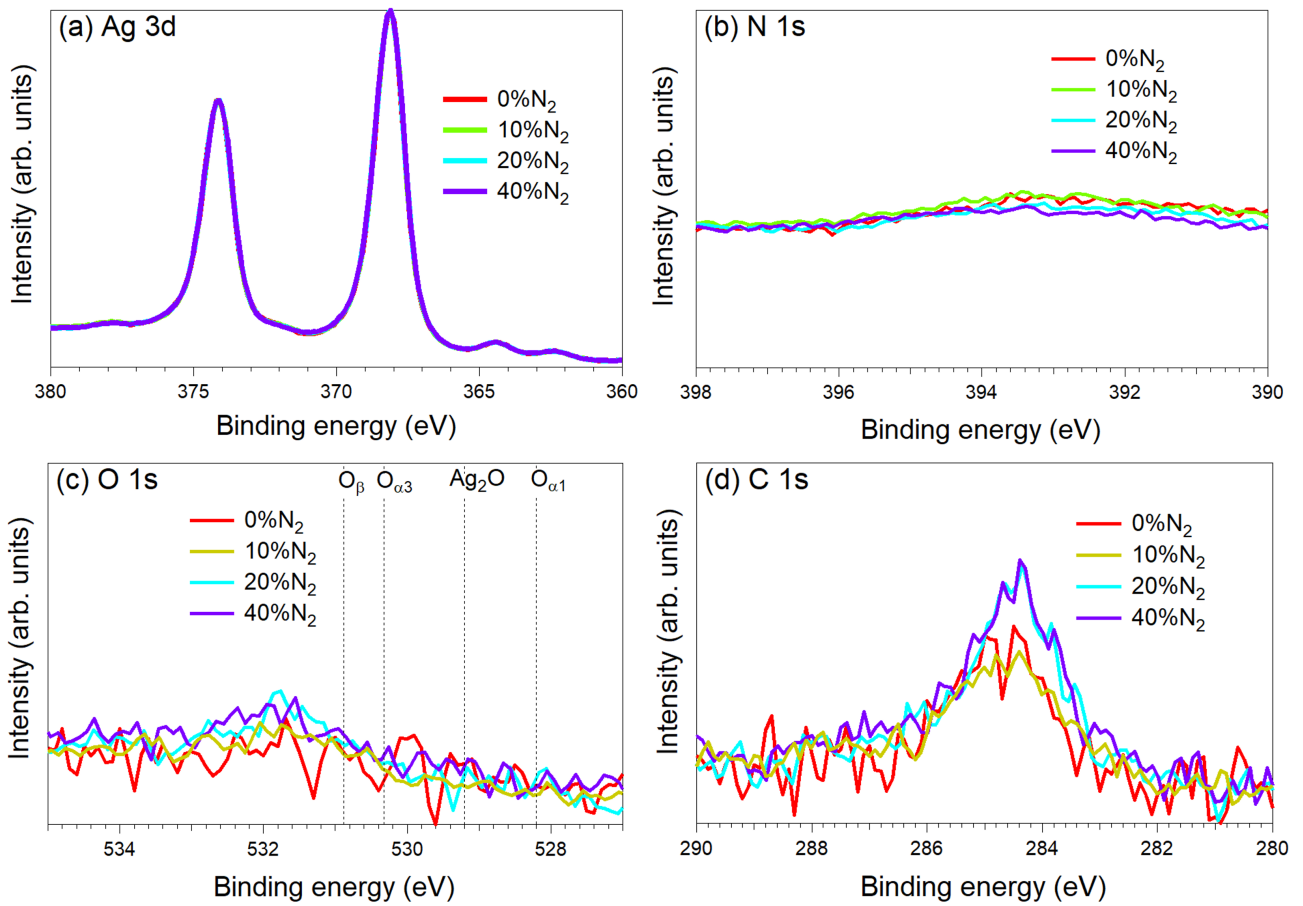 (a) Ag 3d
0%N₂
10%N₂
20%N₂
40%N₂
Intensity (arb. units)
380 375 370 365 360
Binding energy (eV)
(b) N 1s
0%N₂
10%N₂
20%N₂
40%N₂
Intensity (arb. units)
398 396 394 392 390
Binding energy (eV)
(c) O 1s
Oβ Oα3 Ag₂O Oα1
0%N₂
10%N₂
20%N₂
40%N₂
Intensity (arb. units)
534 532 530 528
Binding energy (eV)
(d) C 1s
0%N₂
10%N₂
20%N₂
40%N₂
Intensity (arb. units)
290 288 286 284 282 280
Binding energy (eV)